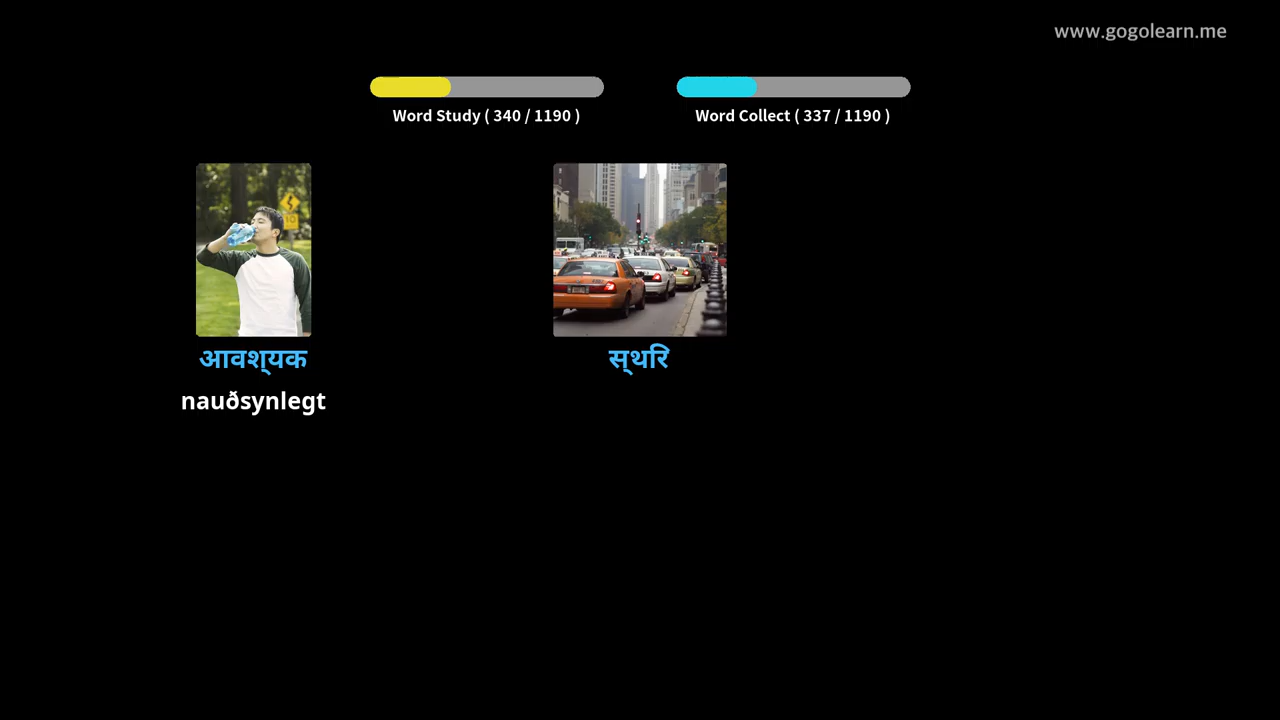 www.gogolearn.me
Word Study ( 340 / 1190 )
Word Collect ( 337 / 1190 )
आवश्यक
स्थिर
nauðsynlegt